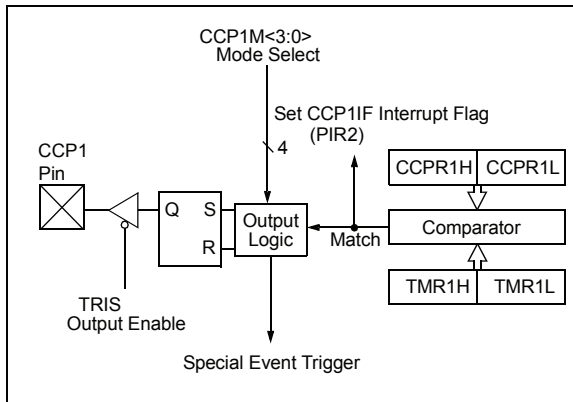 CCP1M<3:0>
Mode Select
Set CCP1IF Interrupt Flag
(PIR2)
4
CCP1
Pin
CCPR1H CCPR1L
Q S
R
Output
Logic
Match
Comparator
TRIS
Output Enable
TMR1H TMR1L
Special Event Trigger